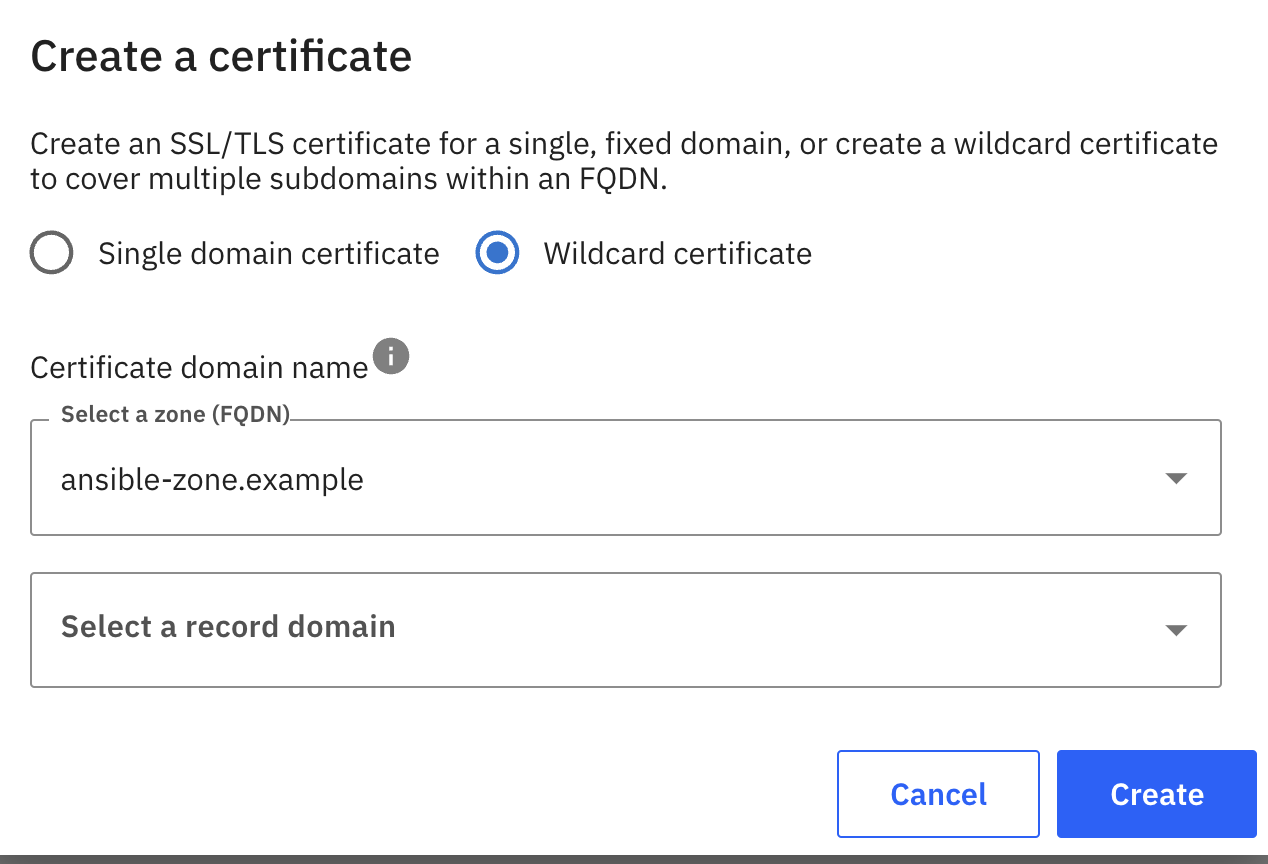 Create a certificate
Create an SSL/TLS certificate for a single, fixed domain, or create a wildcard certificate
to cover multiple subdomains within an FQDN.
Single domain certificate Wildcard certificate
Certificate domain name i
Select a zone (FQDN)
ansible-zone.example
Select a record domain
Cancel Create